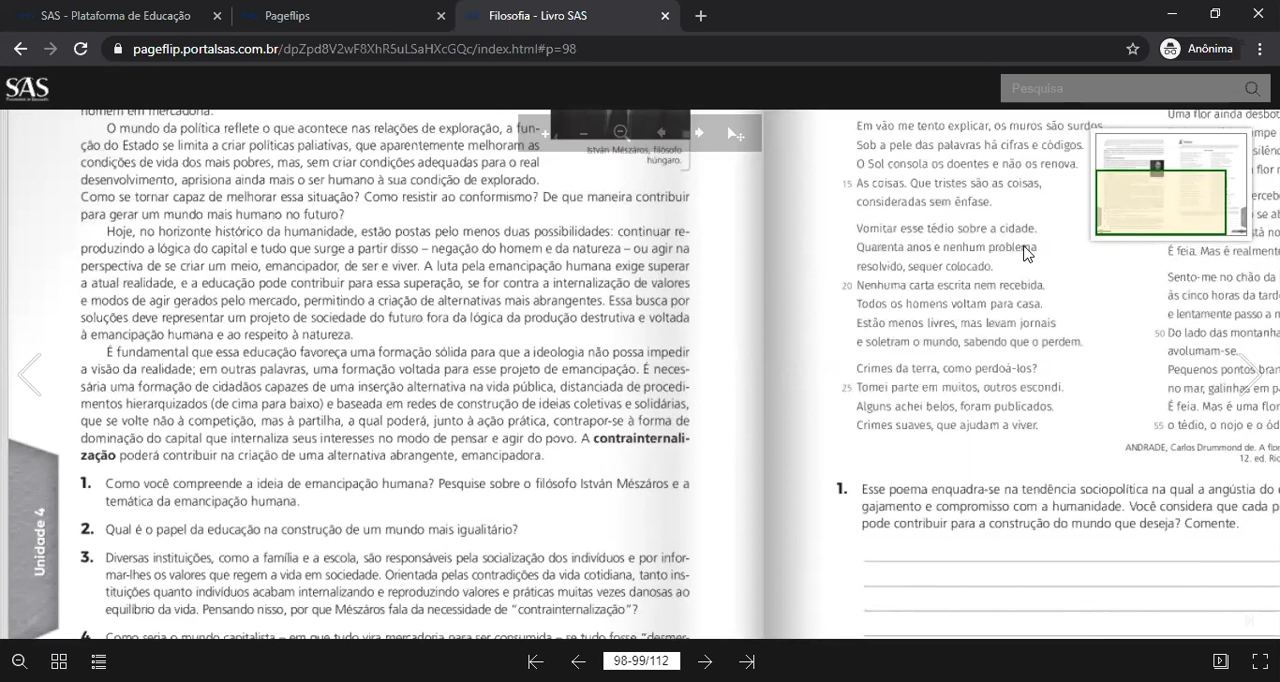 SAS - Plataforma de Educação
Pageflips
Filosofia - Livro SAS
pageflip.portalsas.com.br/dpZpd8V2wF8XhR5uLSaHXcGQc/index.html#p=98
Anônima
SAS
Pesquisa
homem em mercadoria.
O mundo da política reflete o que acontece nas relações de exploração, a fun-
ção do Estado se limita a criar políticas paliativas, que aparentemente melhoram as
condições de vida dos mais pobres, mas, sem criar condições adequadas para o real
desenvolvimento, aprisiona ainda mais o ser humano à sua condição de explorado.
Como se tornar capaz de melhorar essa situação? Como resistir ao conformismo? De que maneira contribuir
para gerar um mundo mais humano no futuro?
Hoje, no horizonte histórico da humanidade, estão postas pelo menos duas possibilidades: continuar re-
produzindo a lógica do capital e tudo que surge a partir disso – negação do homem e da natureza – ou agir na
perspectiva de se criar um meio, emancipador, de ser e viver. A luta pela emancipação humana exige superar
a atual realidade, e a educação pode contribuir para essa superação, se for contra a internalização de valores
e modos de agir gerados pelo mercado, permitindo a criação de alternativas mais abrangentes. Essa busca por
soluções deve representar um projeto de sociedade do futuro fora da lógica da produção destrutiva e voltada
à emancipação humana e ao respeito à natureza.
É fundamental que essa educação favoreça uma formação sólida para que a ideologia não possa impedir
a visão da realidade; em outras palavras, uma formação voltada para esse projeto de emancipação. É neces-
sária uma formação de cidadãos capazes de uma inserção alternativa na vida pública, distanciada de procedi-
mentos hierarquizados (de cima para baixo) e baseada em redes de construção de ideias coletivas e solidárias,
que se volte não à competição, mas à partilha, a qual poderá, junto à ação prática, contrapor-se à forma de
dominação do capital que internaliza seus interesses no modo de pensar e agir do povo. A contrainternali-
zação poderá contribuir na criação de uma alternativa abrangente, emancipadora.
István Mészáros, filósofo
húngaro.
1. Como você compreende a ideia de emancipação humana? Pesquise sobre o filósofo István Mészáros e a
temática da emancipação humana.
2. Qual é o papel da educação na construção de um mundo mais igualitário?
3. Diversas instituições, como a família e a escola, são responsáveis pela socialização dos indivíduos e por infor-
mar-lhes os valores que regem a vida em sociedade. Orientada pelas contradições da vida cotidiana, tanto ins-
tituições quanto indivíduos acabam internalizando e reproduzindo valores e práticas muitas vezes danosas ao
equilíbrio da vida. Pensando nisso, por que Mészáros fala da necessidade de “contrainternalização”?
4. Como seria o mundo capitalista – em que tudo vira mercadoria para ser consumida – se tudo fosse “desmer-
Unidade 4
Em vão me tento explicar, os muros são surdos.
Sob a pele das palavras há cifras e códigos.
O Sol consola os doentes e não os renova.
15 As coisas. Que tristes são as coisas,
consideradas sem ênfase.
Vomitar esse tédio sobre a cidade.
Quarenta anos e nenhum problema
resolvido, sequer colocado.
20 Nenhuma carta escrita nem recebida.
Todos os homens voltam para casa.
Estão menos livres, mas levam jornais
e soletram o mundo, sabendo que o perdem.
Crimes da terra, como perdoá-los?
25 Tomei parte em muitos, outros escondi.
Alguns achei belos, foram publicados.
Crimes suaves, que ajudam a viver.
Uma flor ainda desbot
É feia. Mas é realment
Sento-me no chão da
às cinco horas da tard
e lentamente passo a m
50 Do lado das montanha
avolumam-se.
Pequenos pontos bran
no mar, galinhas em pâ
É feia. Mas é uma flor
55 o tédio, o nojo e o ód
ANDRADE, Carlos Drummond de. A flor
12. ed. Rio
1. Esse poema enquadra-se na tendência sociopolítica na qual a angústia do e
gajamento e compromisso com a humanidade. Você considera que cada p
pode contribuir para a construção do mundo que deseja? Comente.
98-99/112